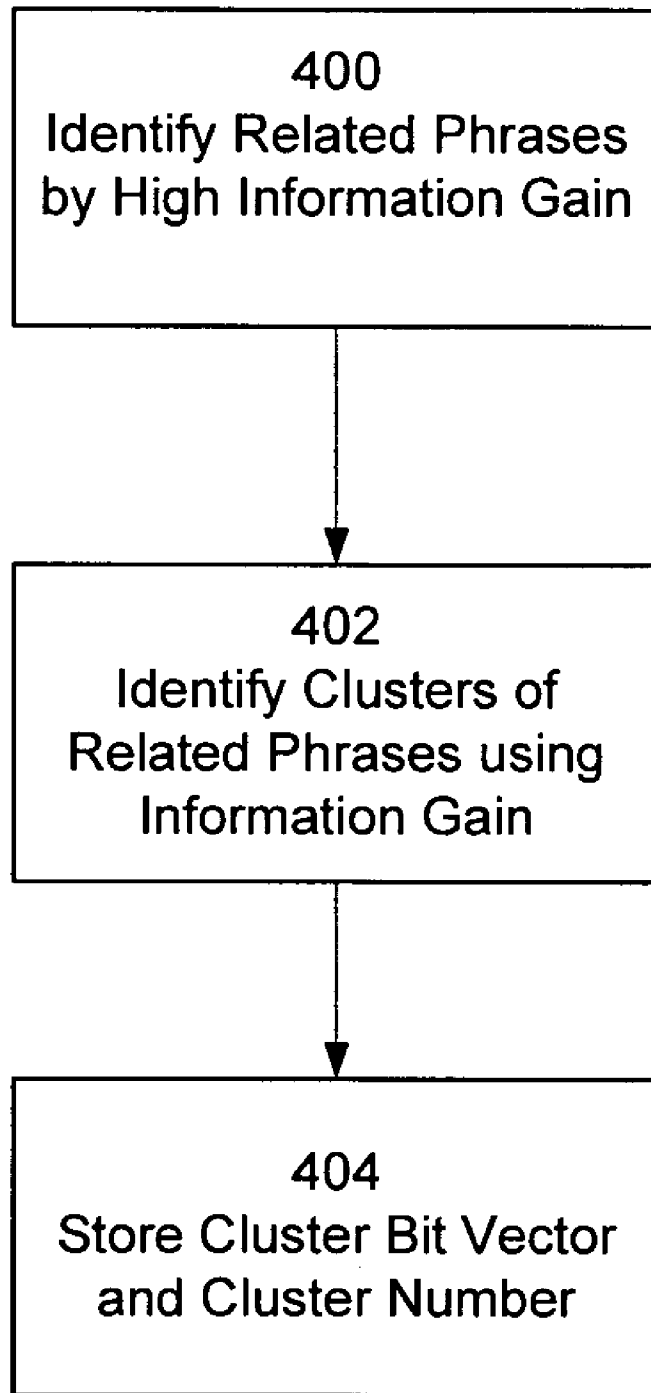 400
Identify Related Phrases
by High Information Gain
402
Identify Clusters of
Related Phrases using
Information Gain
404
Store Cluster Bit Vector
and Cluster Number